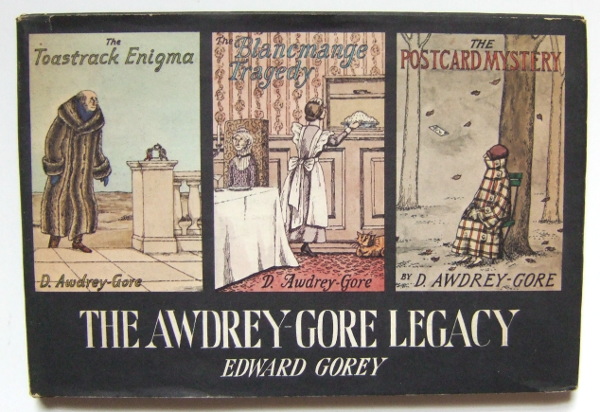 The
Toastrack Enigma
D. Awdrey-Gore
The
Blancmange
Tragedy
D. Awdrey-Gore
THE
POSTCARD MYSTERY
BY D. AWDREY-GORE
THE AWDREY-GORE LEGACY
EDWARD GOREY